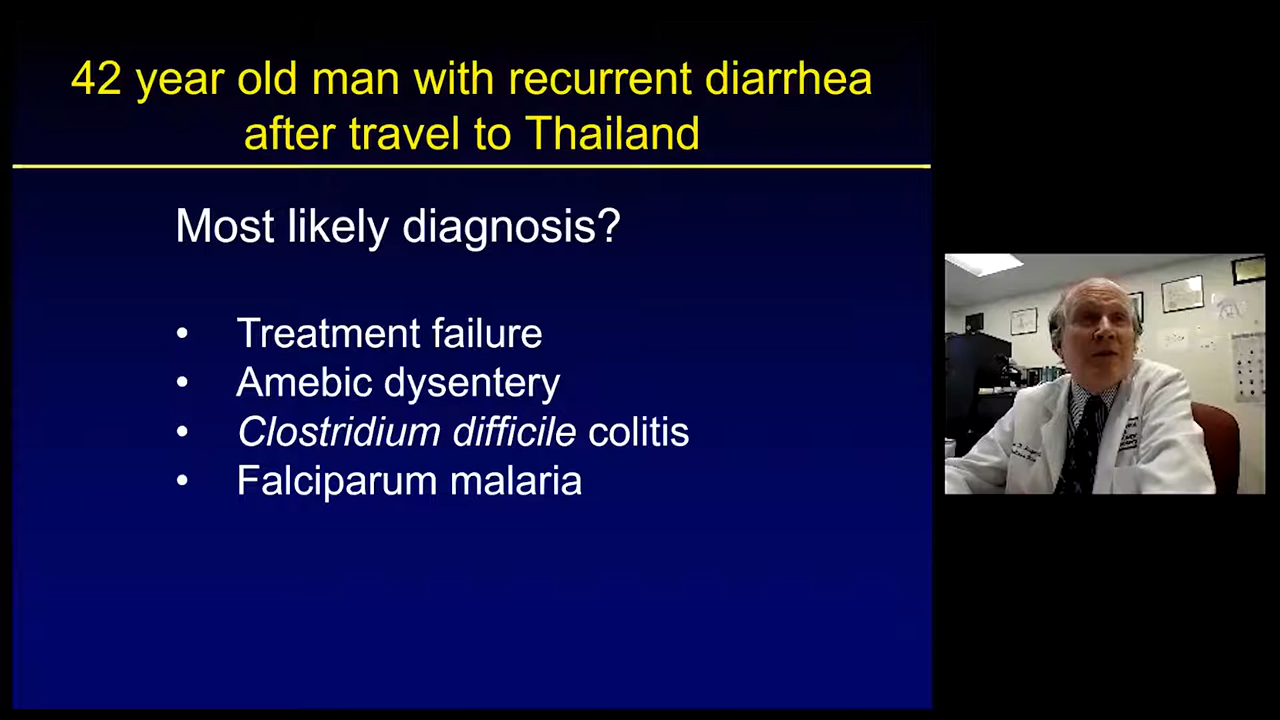 42 year old man with recurrent diarrhea
after travel to Thailand
Most likely diagnosis?
• Treatment failure
• Amebic dysentery
• Clostridium difficile colitis
• Falciparum malaria